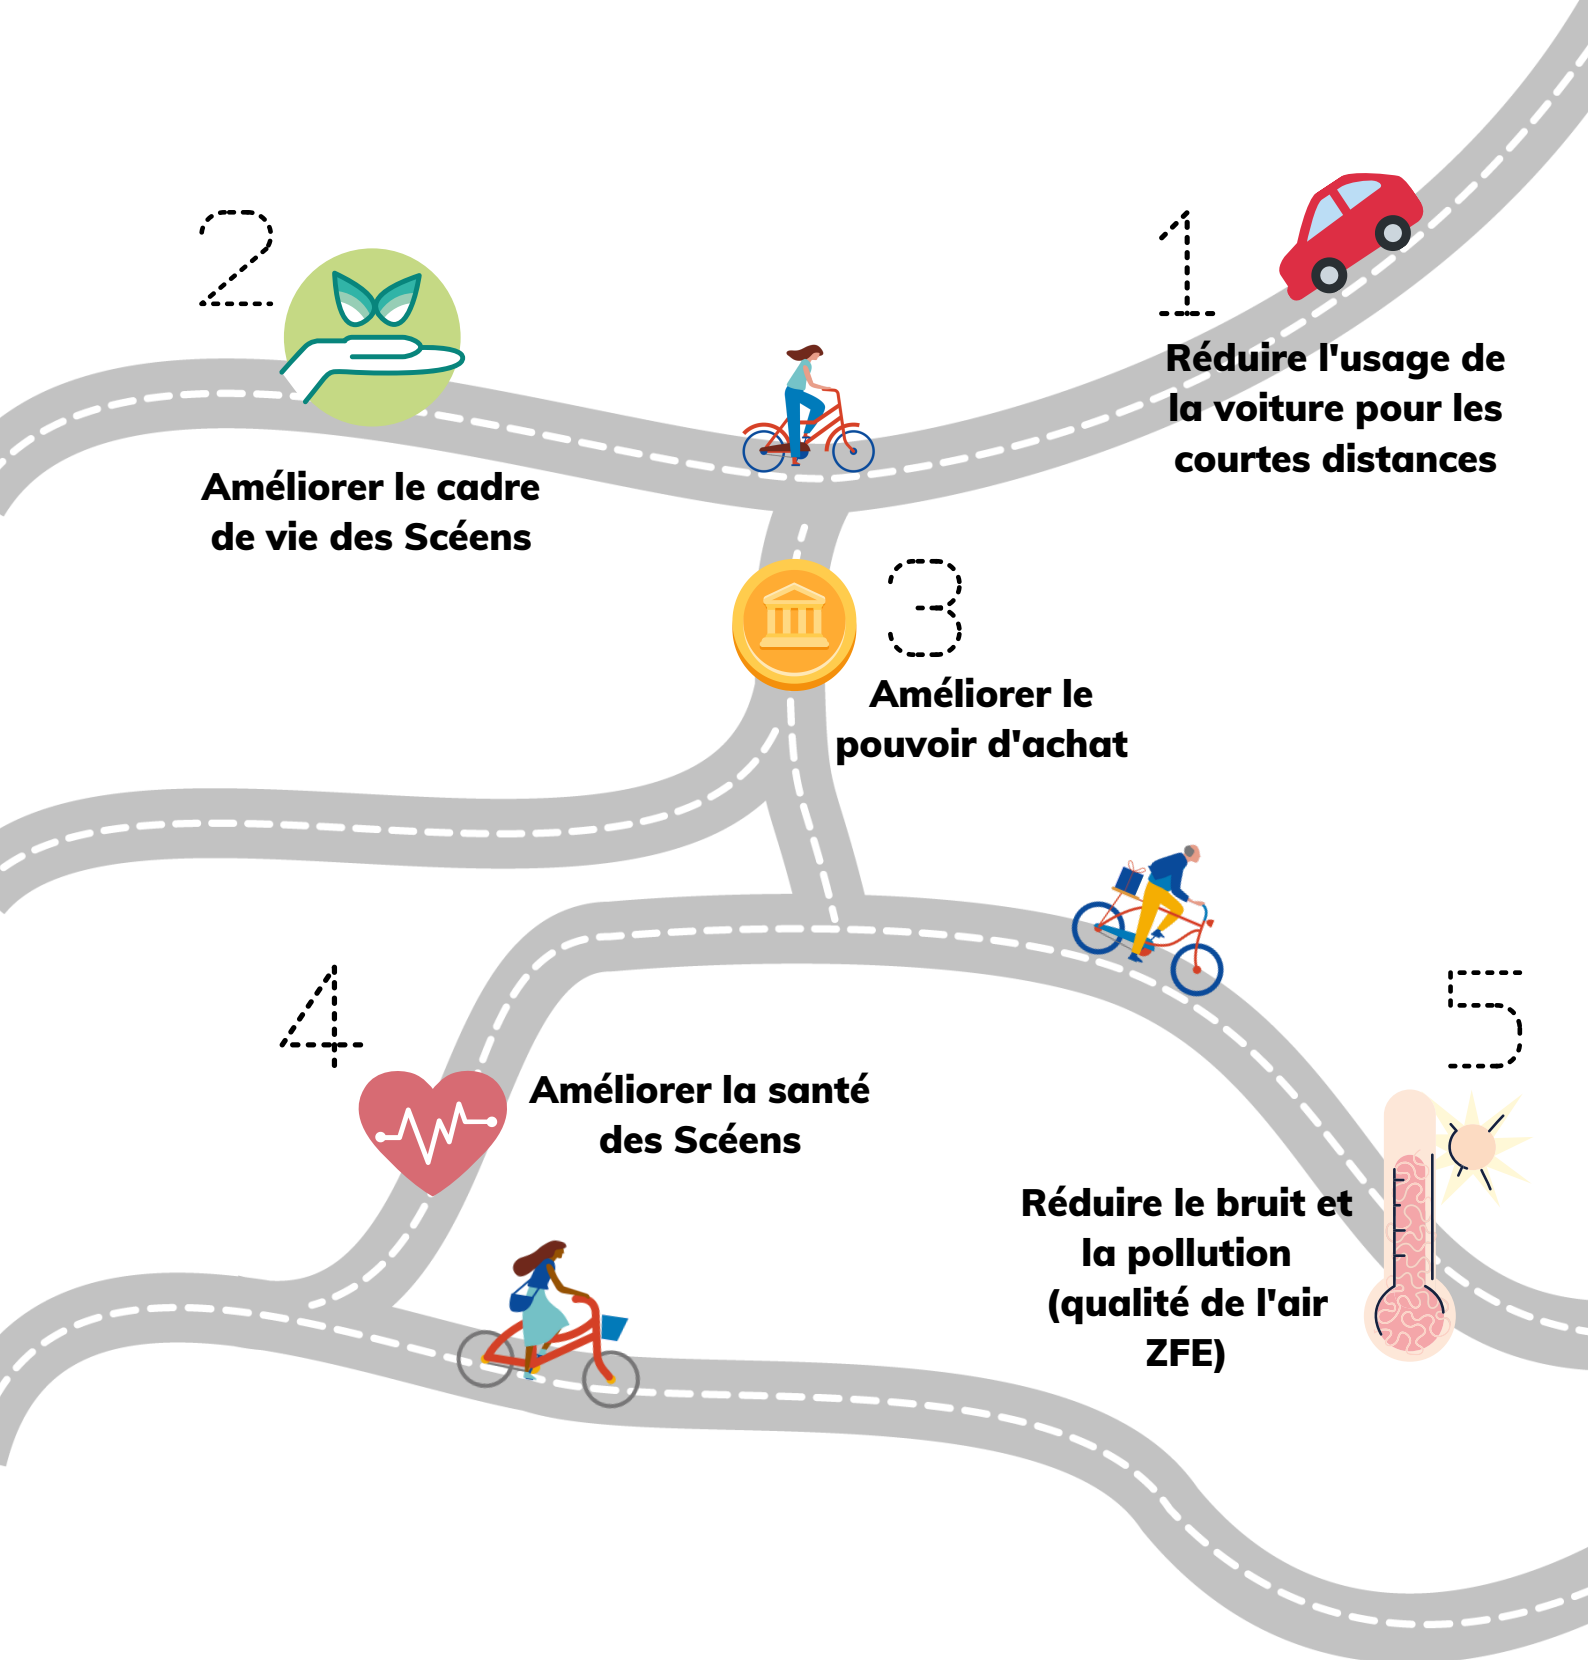 1
Réduire l'usage de
la voiture pour les
courtes distances
2
Améliorer le cadre
de vie des Scéens
3
Améliorer le
pouvoir d'achat
4
Améliorer la santé
des Scéens
5
Réduire le bruit et
la pollution
(qualité de l'air
ZFE)